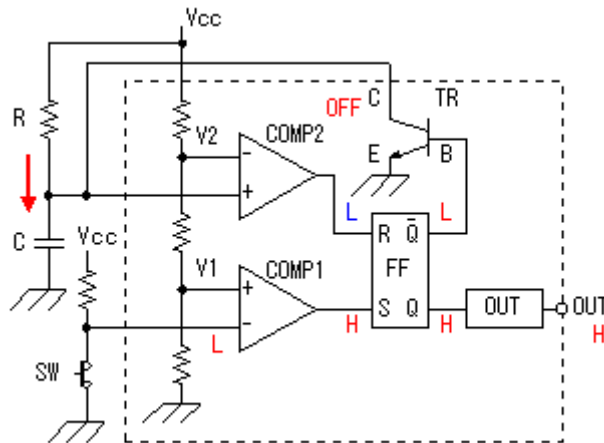 Vcc
C TR
OFF
R
V2 COMP2
E B
L L
R Q̄
C Vcc
FF
V1 COMP1
S Q OUT OUT
L H H H
SW